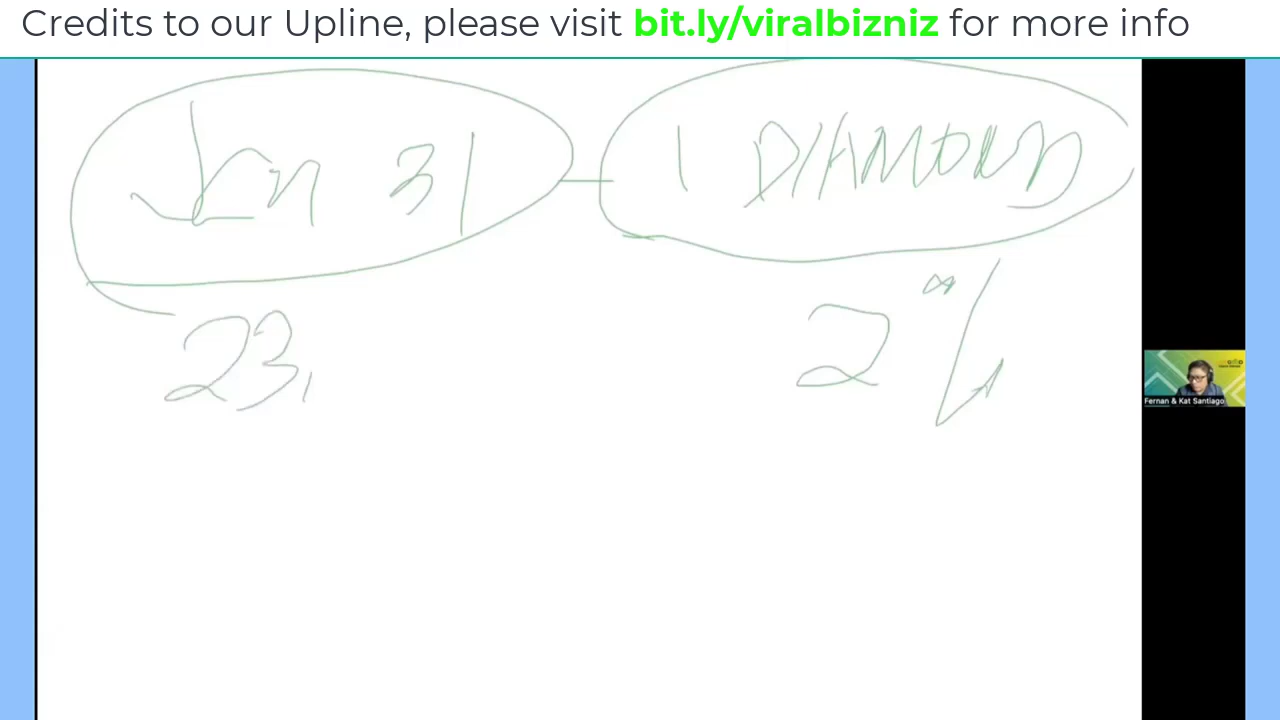 Credits to our Upline, please visit bit.ly/viralbizniz for more info
Jan 31
1 DIAMOND
23,
2%
Fernan & Kat Santiago